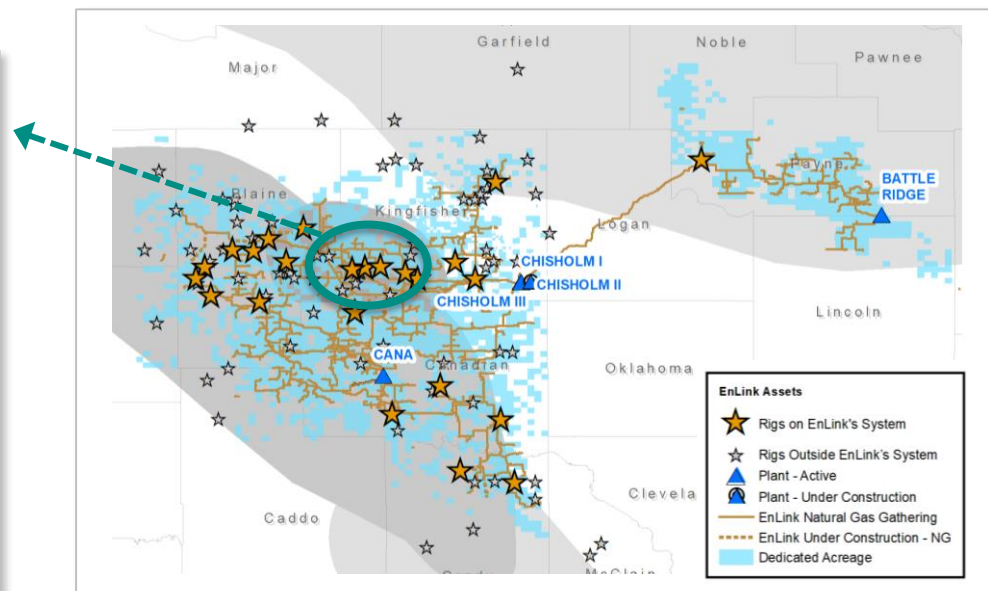 Garfield
Noble
Pawnee
Major
Payne
BATTLE
RIDGE
Blaine
Kingfisher
Logan
CHISHOLM I
CHISHOLM II
CHISHOLM III
Lincoln
CANA
Canadian
Oklahoma
EnLink Assets
Rigs on EnLink's System
Rigs Outside EnLink's System
Plant - Active
Plant - Under Construction
EnLink Natural Gas Gathering
EnLink Under Construction - NG
Dedicated Acreage
Clevela
Caddo
McClain